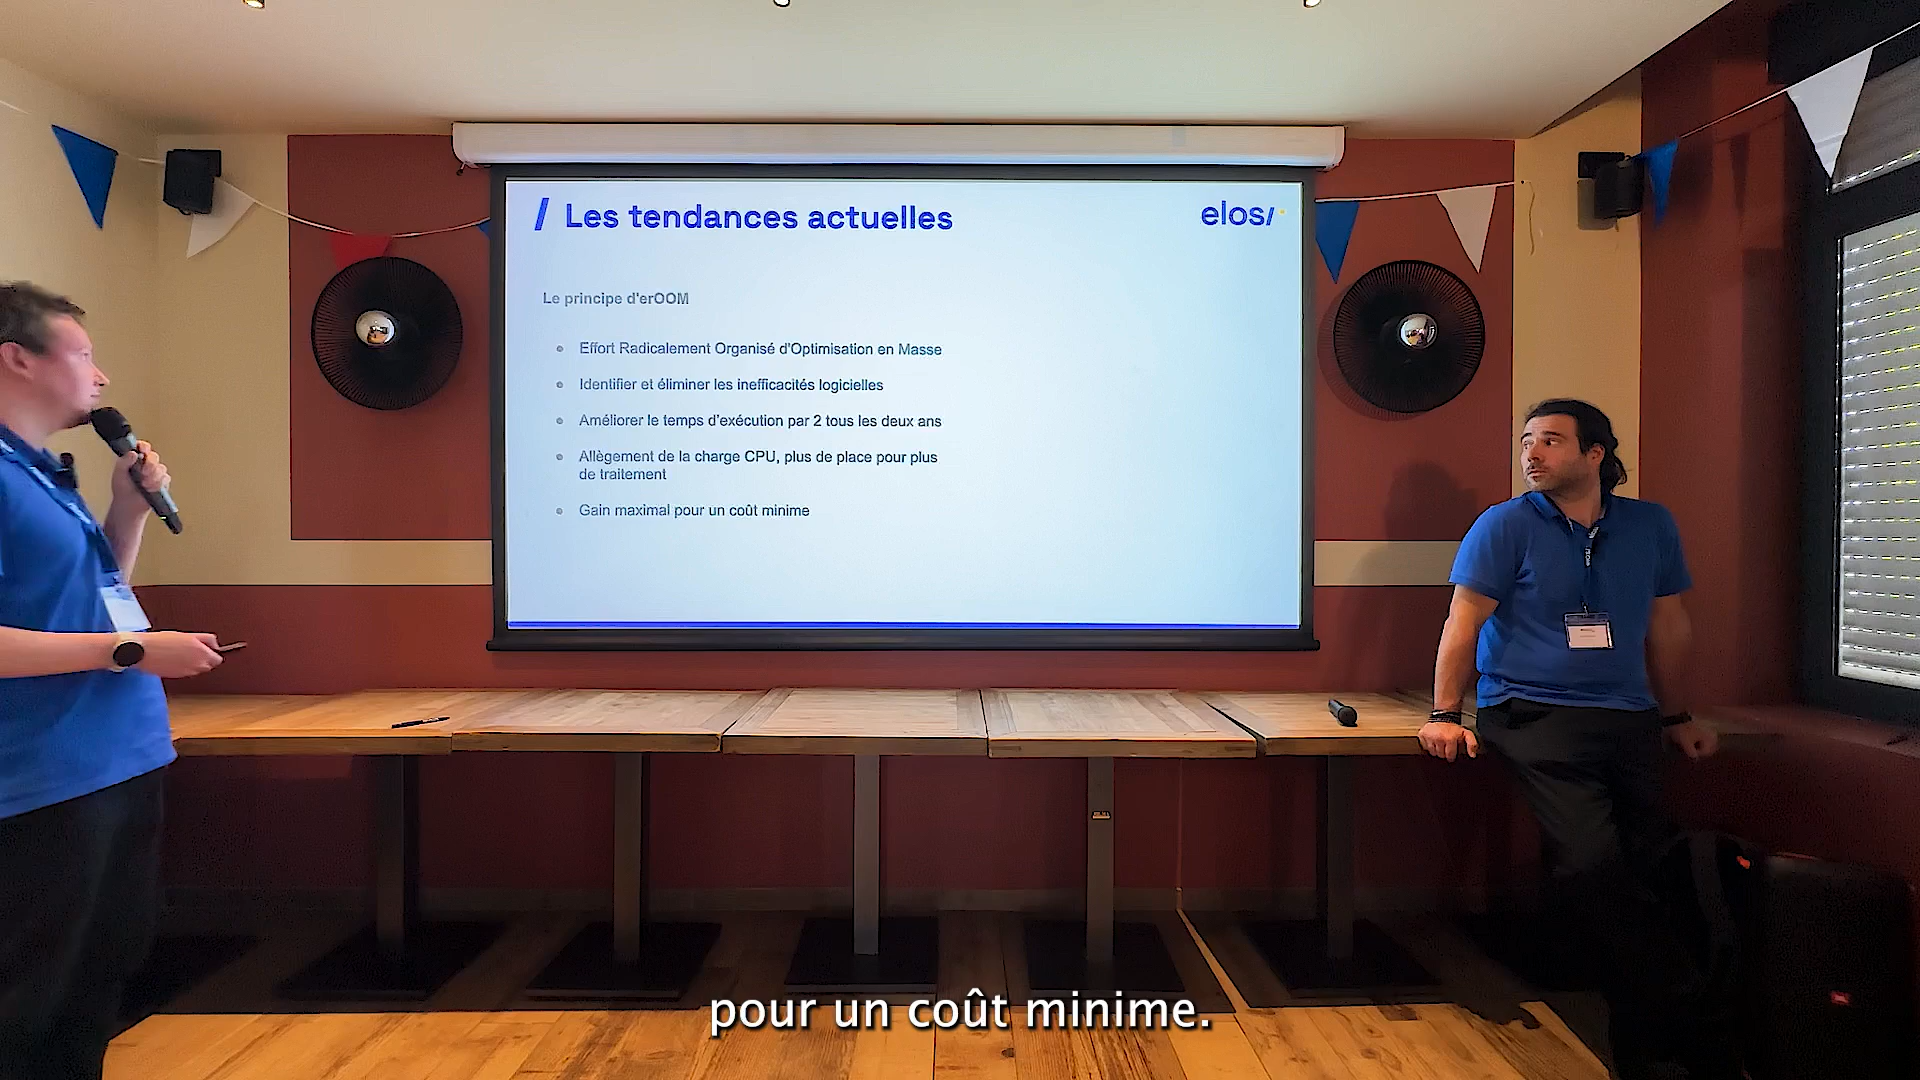 / Les tendances actuelles
elosi
Le principe d'erOOM
Effort Radicalement Organisé d'Optimisation en Masse
Identifier et éliminer les inefficacités logicielles
Améliorer le temps d'exécution par 2 tous les deux ans
Allègement de la charge CPU, plus de place pour plus
de traitement
Gain maximal pour un coût minime
pour un coût minime.